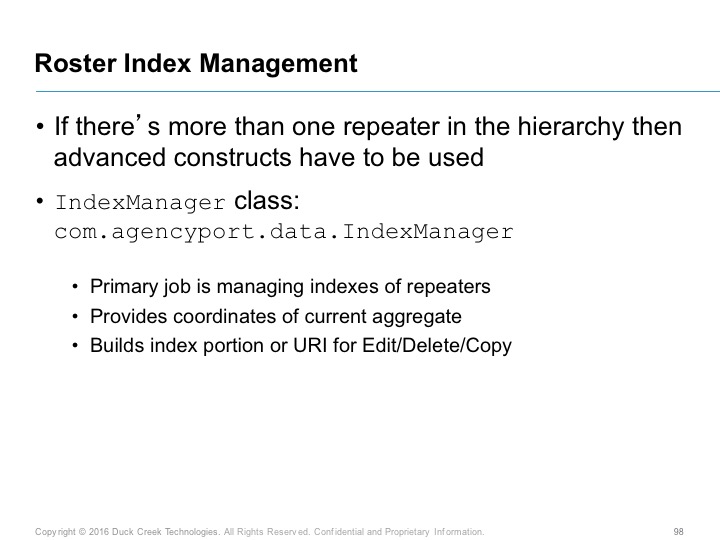 Roster Index Management
• If there’s more than one repeater in the hierarchy then
advanced constructs have to be used
• IndexManager class:
com.agencyport.data.IndexManager
• Primary job is managing indexes of repeaters
• Provides coordinates of current aggregate
• Builds index portion or URI for Edit/Delete/Copy
Copyright © 2016 Duck Creek Technologies. All Rights Reserved. Confidential and Proprietary Information. 98